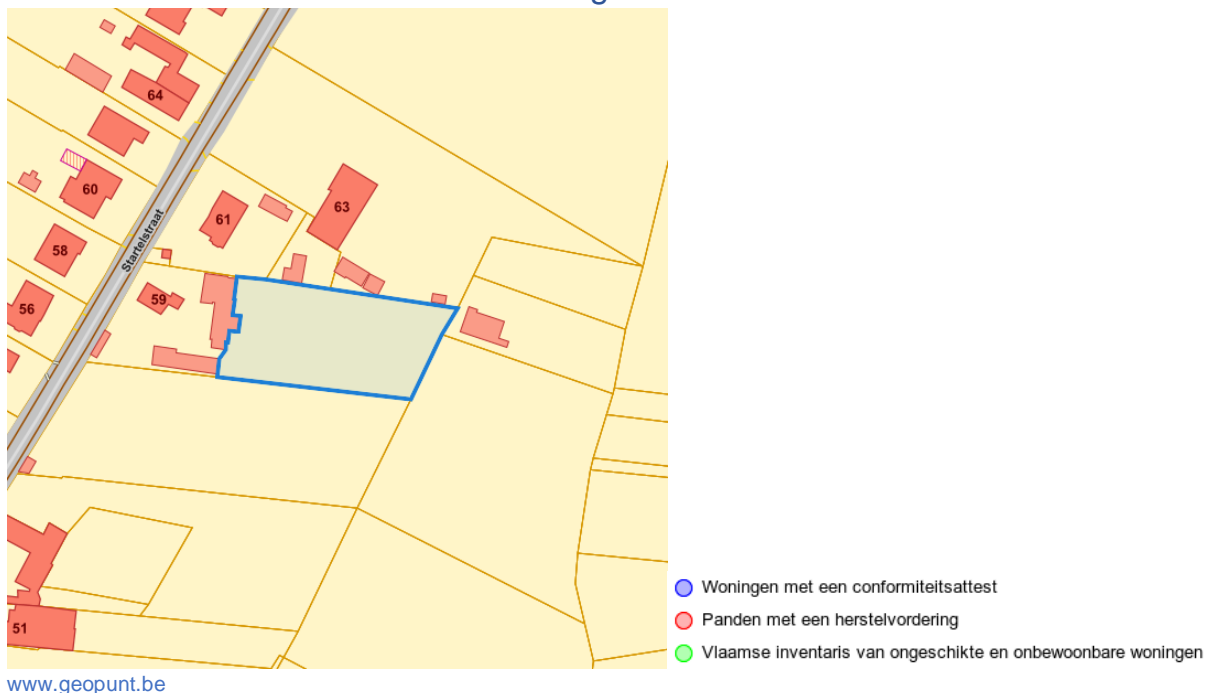 64
60
61
63
Startelstraat
58
59
56
51
Woningen met een conformiteitsattest
Panden met een herstelvordering
Vlaamse inventaris van ongeschikte en onbewoonbare woningen
www.geopunt.be